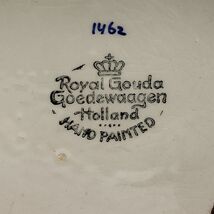 1462
Royal Gouda
Goedewaagen
Holland
HAND PAINTED